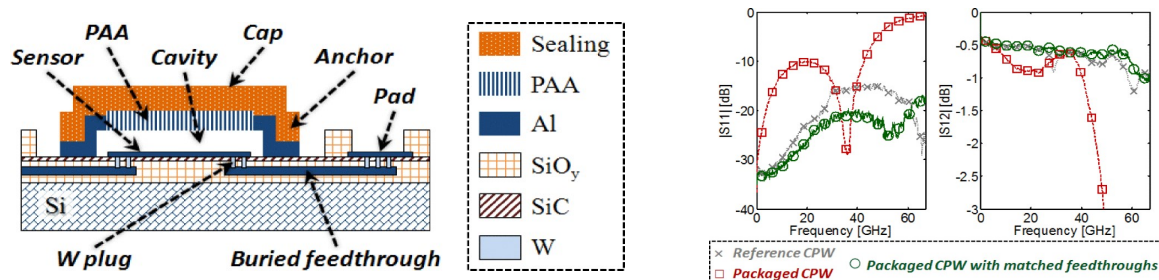 PAA
Cavity
Cap
Sensor
Anchor
Pad
Si
W plug
Buried feedthrough
Sealing
PAA
Al
SiOy
SiC
W
|S11| [dB]
0
-10
-20
-30
-40
0 20 40 60
Frequency [GHz]
|S12| [dB]
0
-0.5
-1
-1.5
-2
-2.5
-3
0 20 40 60
Frequency [GHz]
Reference CPW
Packaged CPW
Packaged CPW with matched feedthroughs